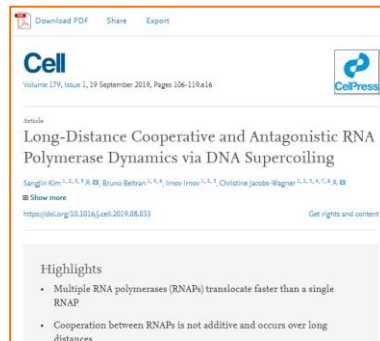 Download PDF Share Export
Cell
Volume 179, Issue 1, 19 September 2019, Pages 106-119.e16
CelPress
Article
Long-Distance Cooperative and Antagonistic RNA
Polymerase Dynamics via DNA Supercoiling
Sangjin Kim 1, 2, 3, 5, Bruno Beltran 1, 3, 6, Irnov Irnov 1, 2, 3, Christine Jacobs-Wagner 1, 2, 3, 4, 7, 8
Show more
https://doi.org/10.1016/j.cell.2019.08.033 Get rights and content
Highlights
• Multiple RNA polymerases (RNAPs) translocate faster than a single
RNAP
• Cooperation between RNAPs is not additive and occurs over long
distances